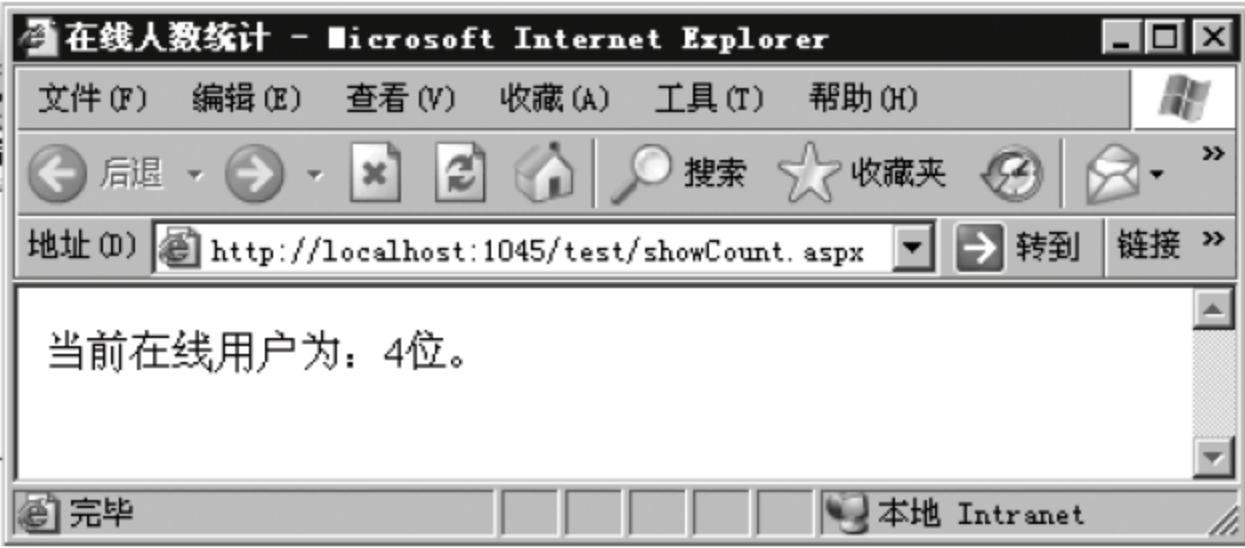 在线人数统计 - Microsoft Internet Explorer
文件(F) 编辑(E) 查看(V) 收藏(A) 工具(T) 帮助(H)
后退 搜索 收藏夹 »
地址(D) http://localhost:1045/test/showCount.aspx 转到 链接 »
当前在线用户为：4位。
完毕 本地 Intranet